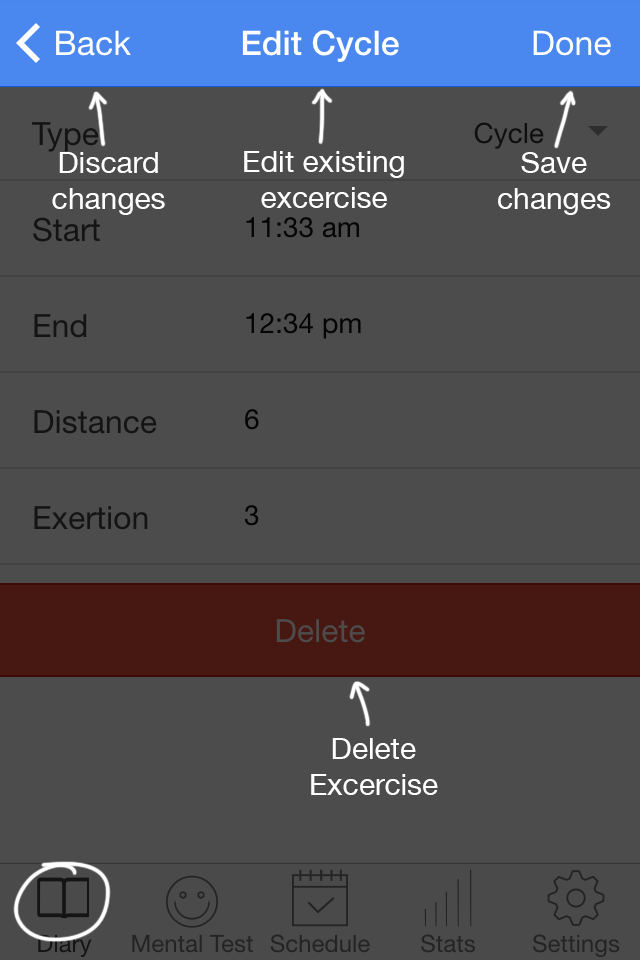 Back Edit Cycle Done
Type Cycle
Discard Edit existing Save
changes excercise changes
Start 11:33 am
End 12:34 pm
Distance 6
Exertion 3
Delete
Delete
Excercise
Diary Mental Test Schedule Stats Settings